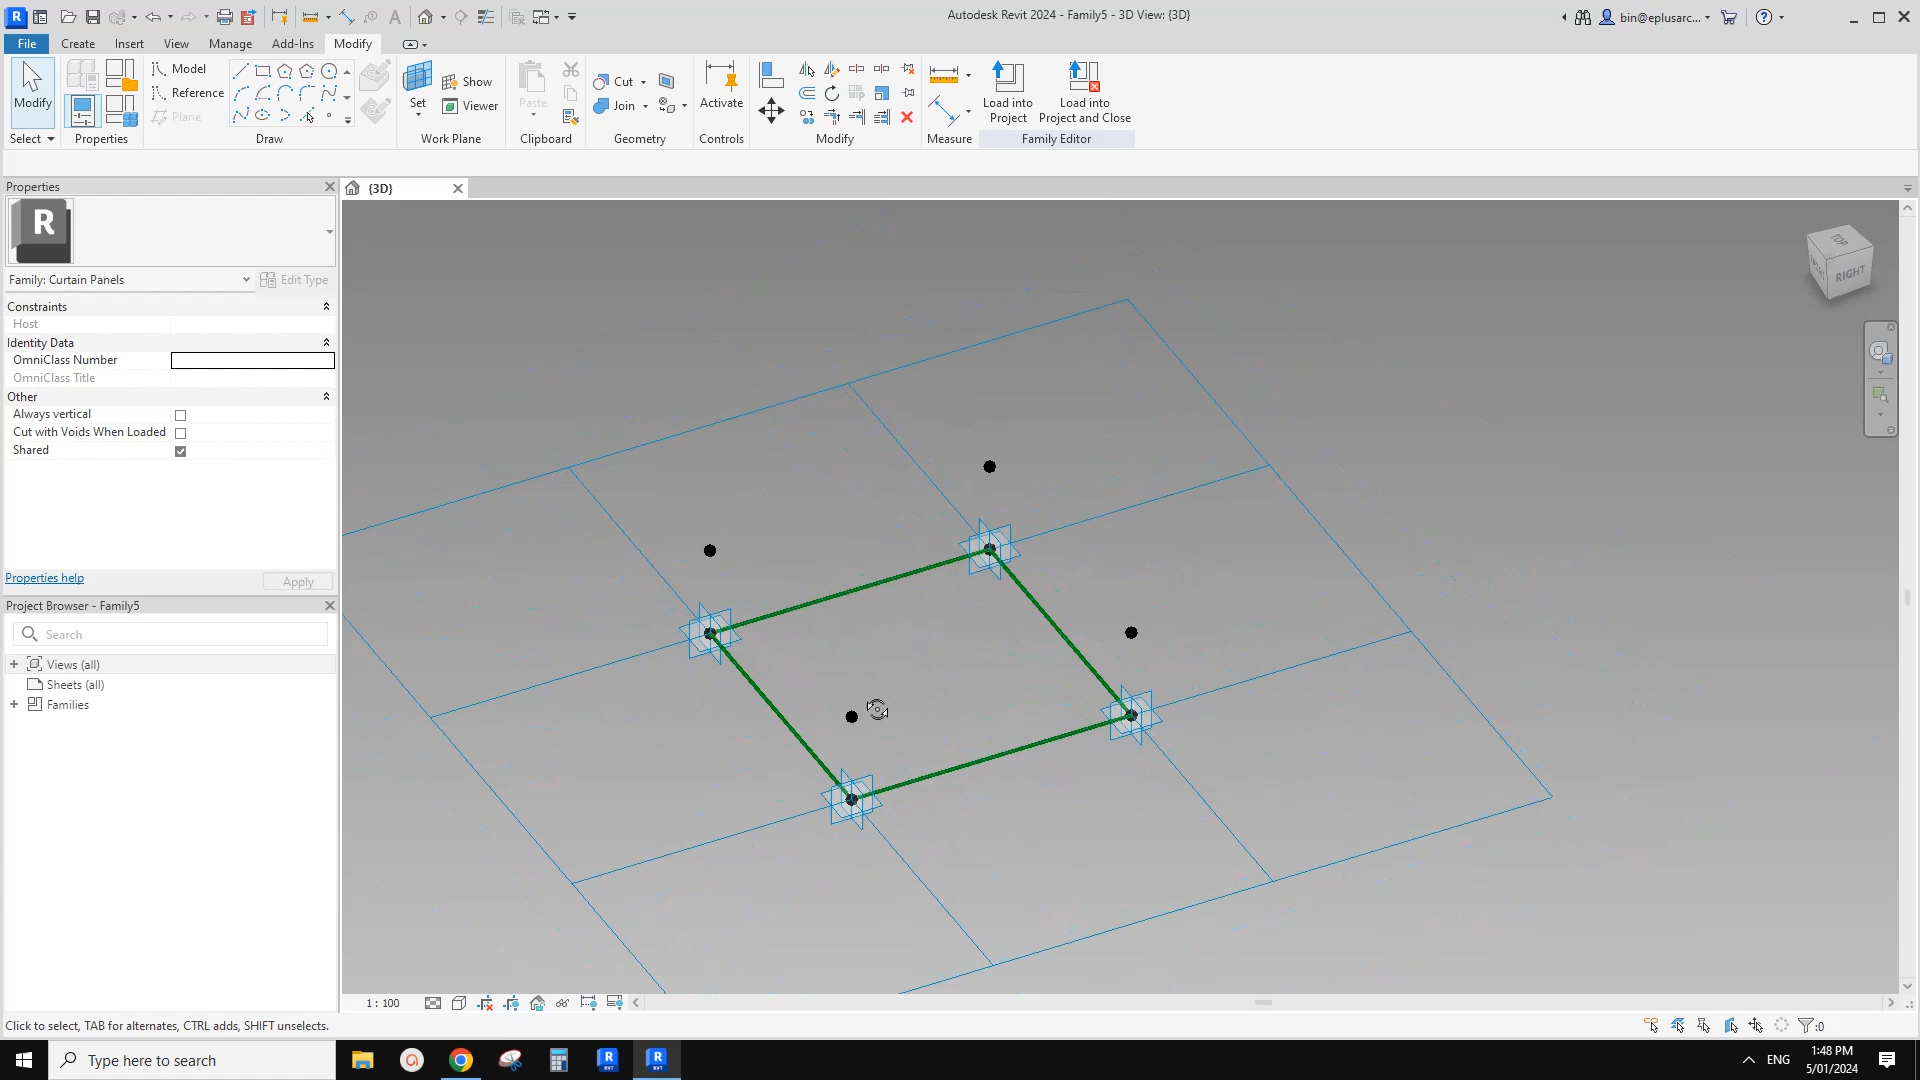 Autodesk Revit 2024 - Family5 - 3D View: {3D}
bin@eplusarc...
File
Create
Insert
View
Manage
Add-Ins
Modify
Modify
Select
Properties
Model
Reference
Plane
Draw
Set
Show
Viewer
Work Plane
Paste
Clipboard
Cut
Join
Geometry
Activate
Controls
Modify
Measure
Load into
Project
Load into
Project and Close
Family Editor
Properties
{3D}
R
Family: Curtain Panels
Edit Type
Constraints
Host
Identity Data
OmniClass Number
OmniClass Title
Other
Always vertical
Cut with Voids When Loaded
Shared
Properties help
Apply
Project Browser - Family5
Search
Views (all)
Sheets (all)
Families
TOP
RIGHT
1 : 100
Click to select, TAB for alternates, CTRL adds, SHIFT unselects.
:0
Type here to search
ENG
1:48 PM
5/01/2024